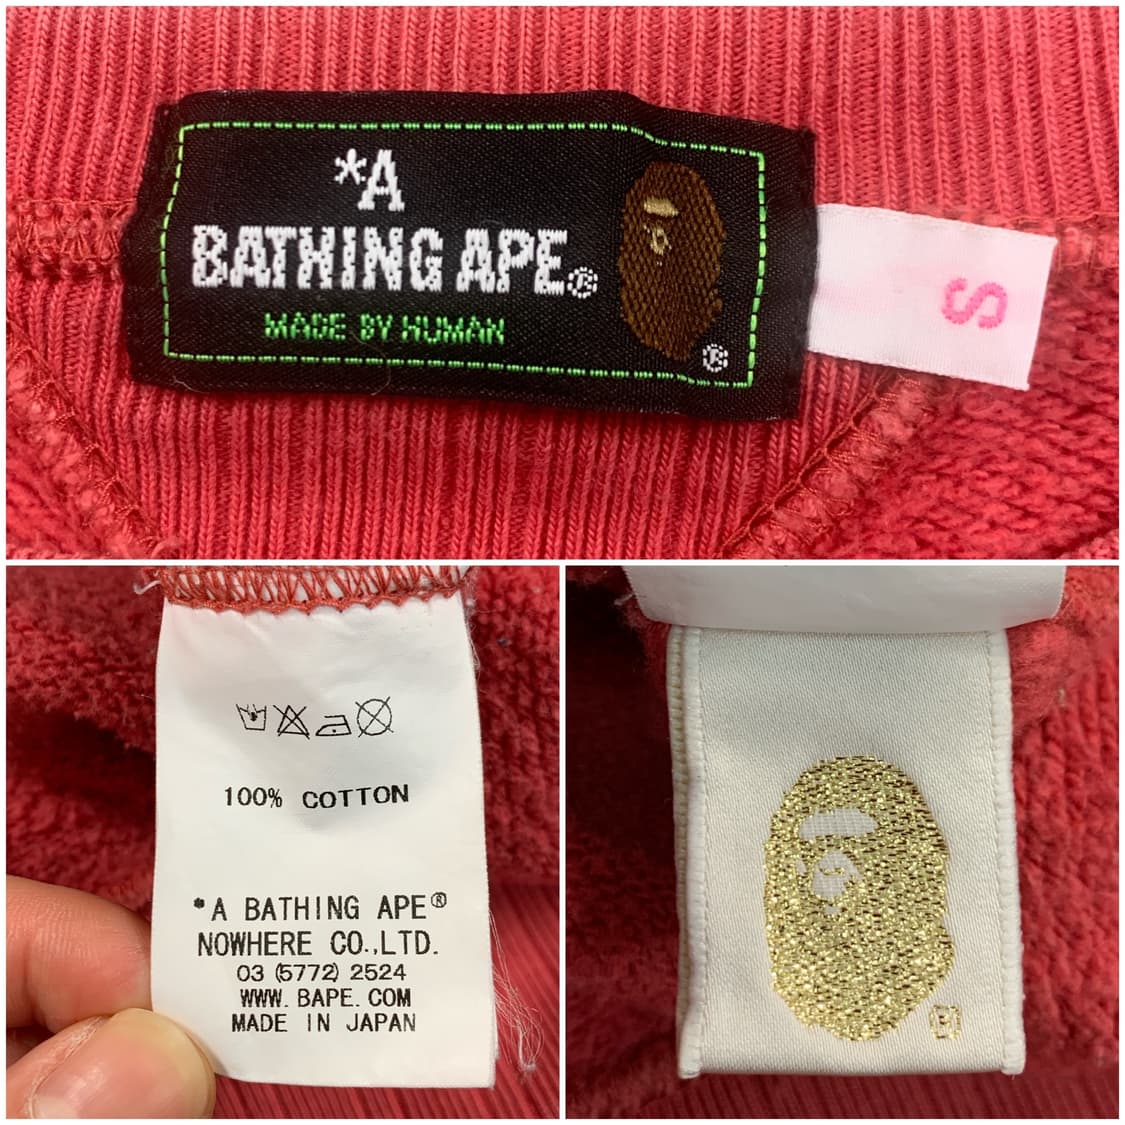 *A
BATHING APE®
MADE BY HUMAN
®
S
100% COTTON
*A BATHING APE®
NOWHERE CO.,LTD.
03 (5772) 2524
WWW. BAPE. COM
MADE IN JAPAN
®